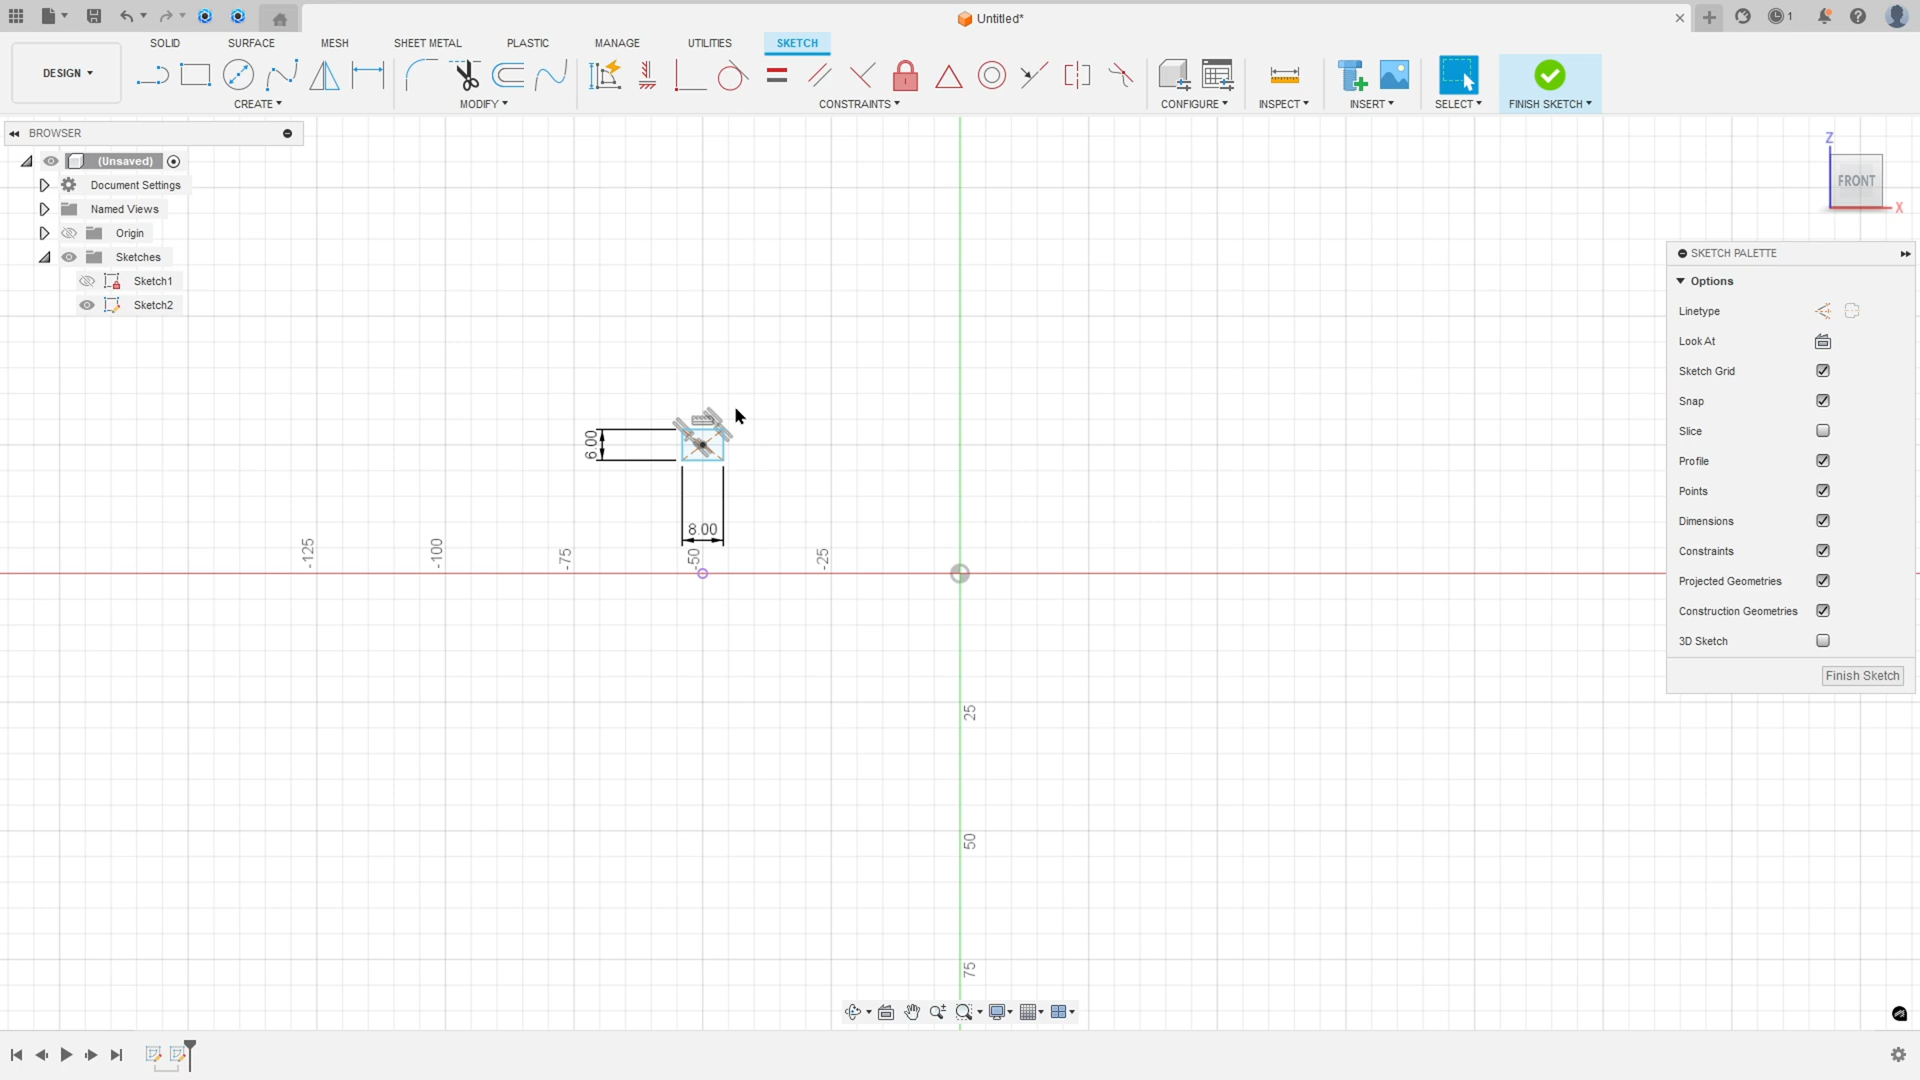 Untitled*
1
SOLID
SURFACE
MESH
SHEET METAL
PLASTIC
MANAGE
UTILITIES
SKETCH
DESIGN
CREATE
MODIFY
CONSTRAINTS
CONFIGURE
INSPECT
INSERT
SELECT
FINISH SKETCH
BROWSER
(Unsaved)
Document Settings
Named Views
Origin
Sketches
Sketch1
Sketch2
Z
FRONT
X
SKETCH PALETTE
Options
Linetype
Look At
Sketch Grid
Snap
Slice
Profile
Points
Dimensions
Constraints
Projected Geometries
Construction Geometries
3D Sketch
Finish Sketch
6.00
8.00
-125
-100
-75
-50
-25
25
50
75